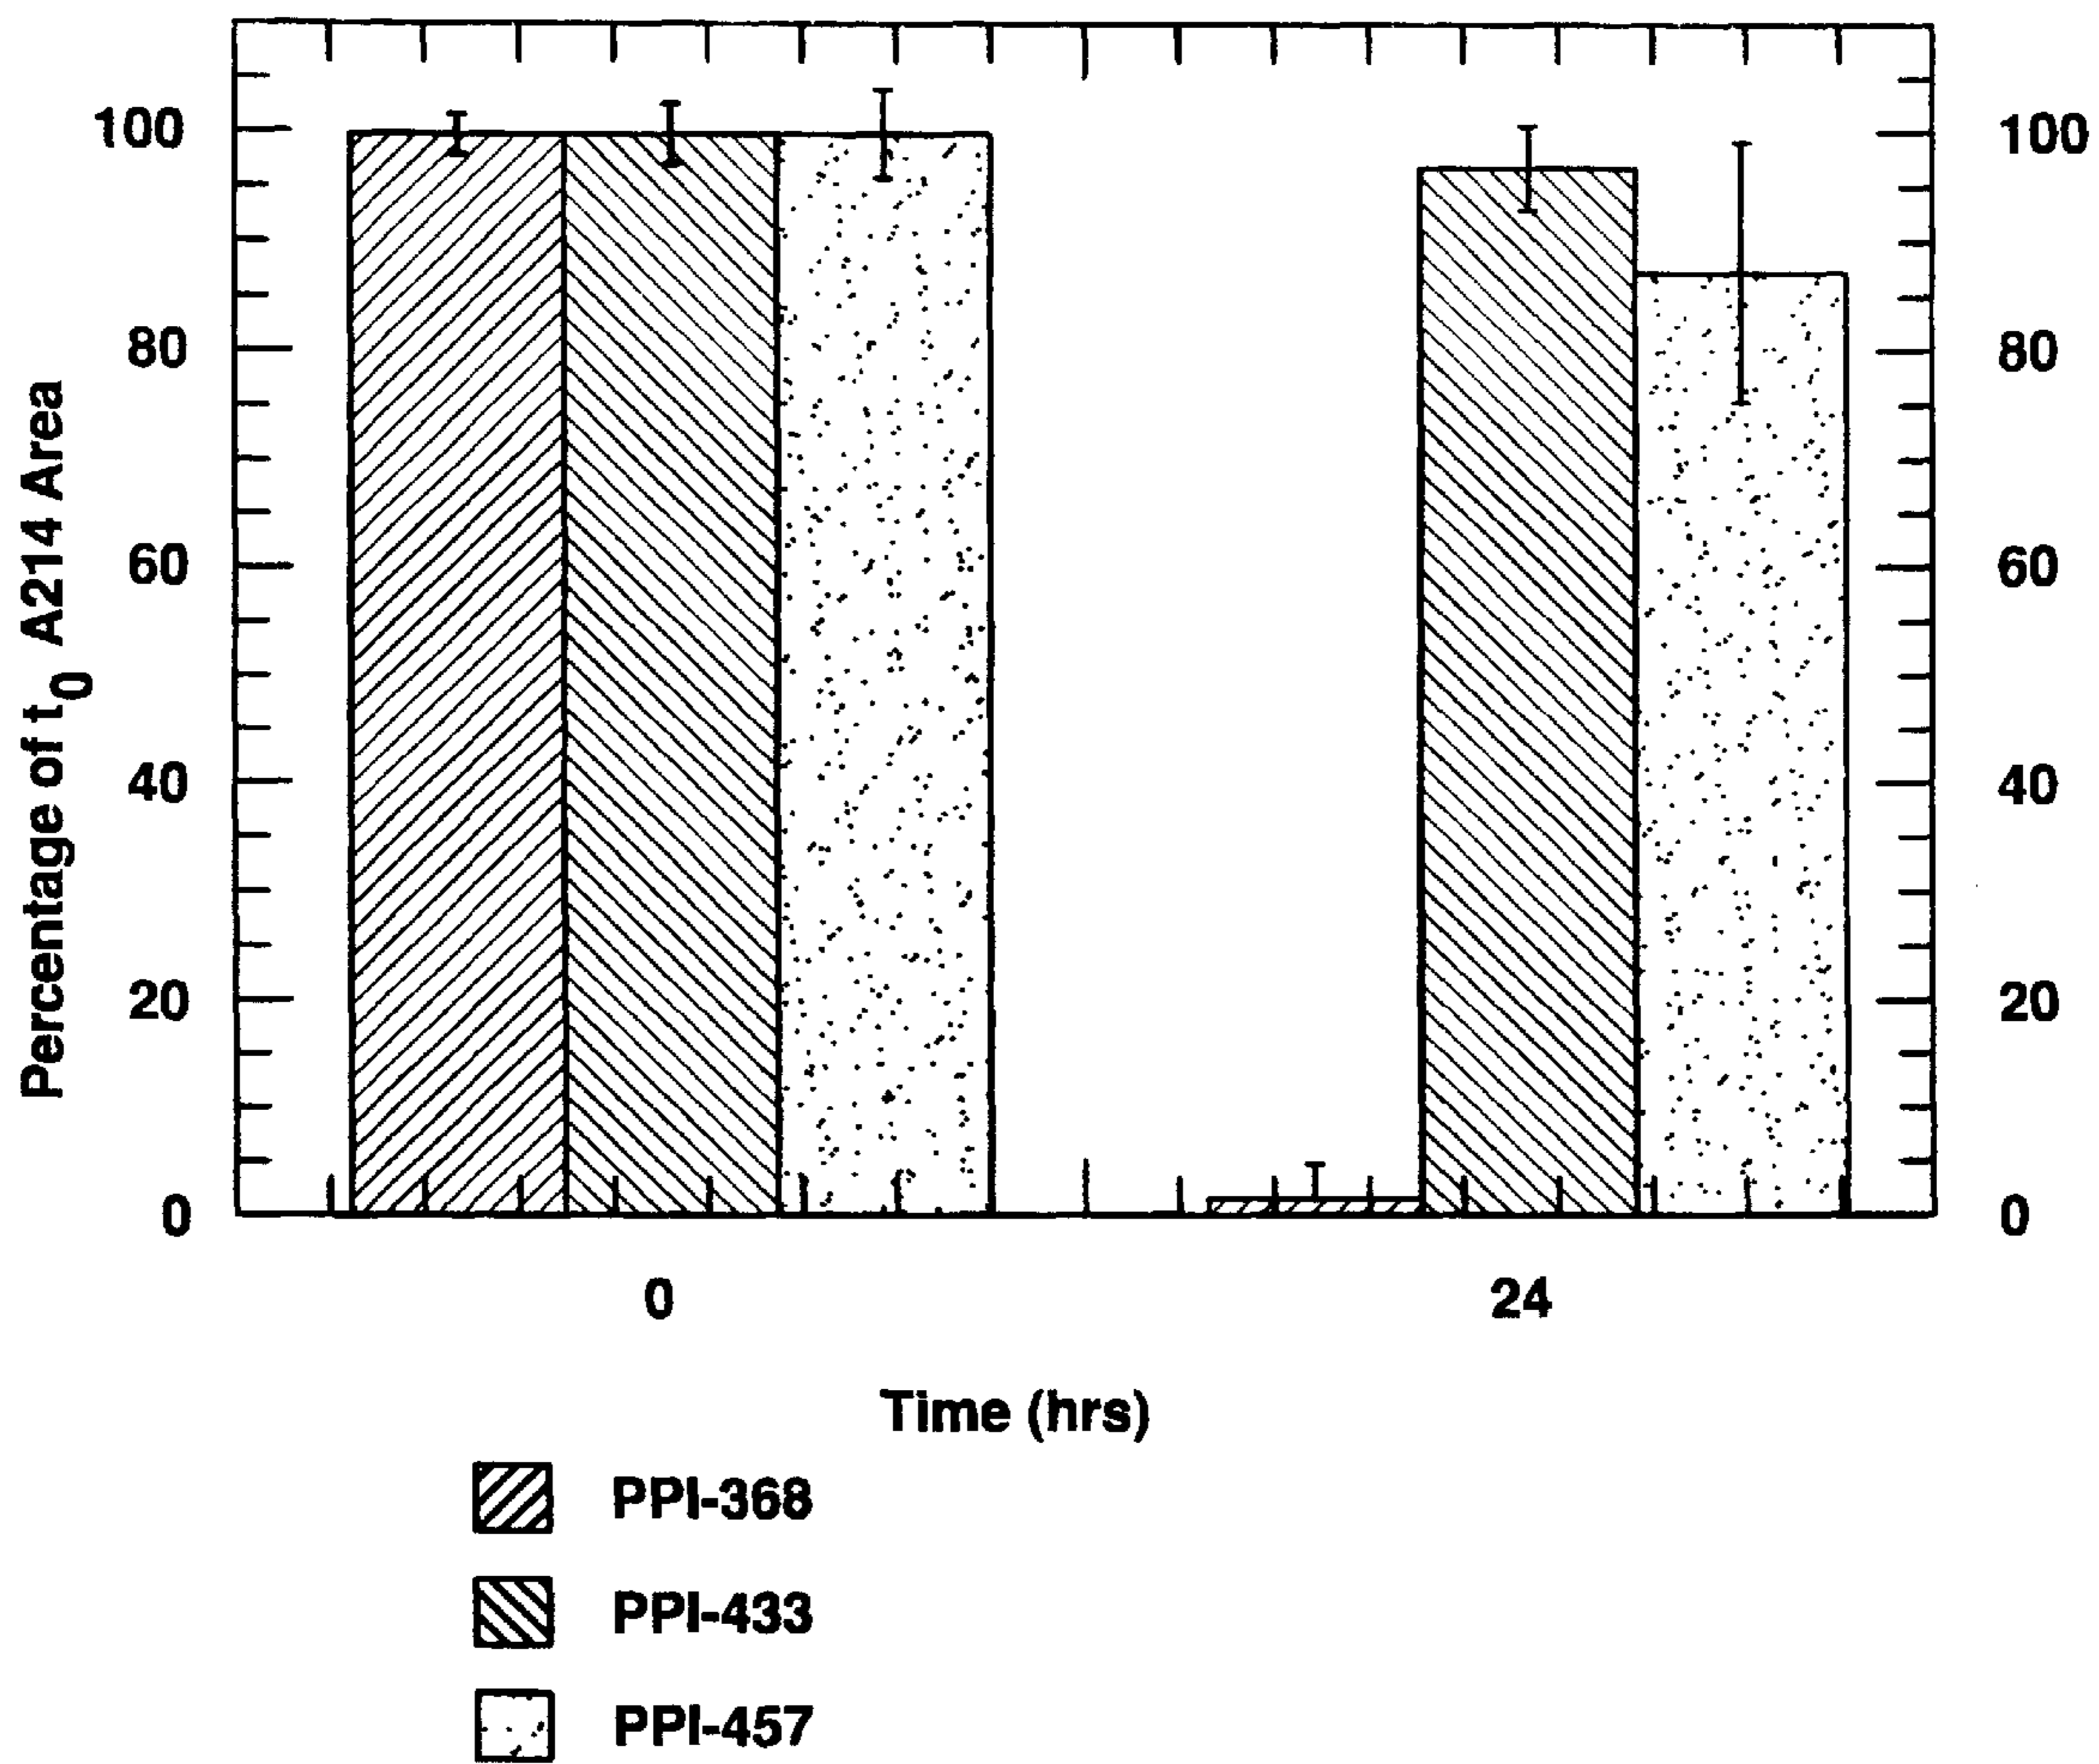 100 100
80 80
Percentage of t0 A214 Area
60 60
40 40
20 20
0 0
0 24
Time (hrs)
PPI-368
PPI-433
PPI-457